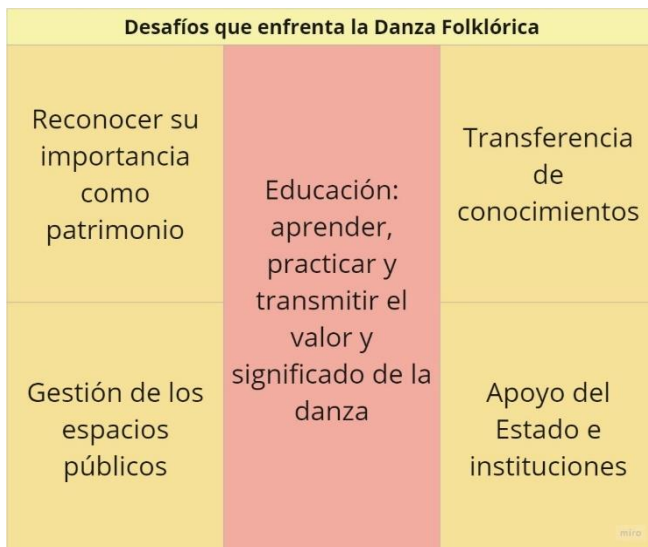 Desafíos que enfrenta la Danza Folklórica
Reconocer su
importancia
como
patrimonio
Educación:
aprender,
practicar y
transmitir el
valor y
significado de la
danza
Transferencia
de
conocimientos
Gestión de los
espacios
públicos
Apoyo del
Estado e
instituciones
miro